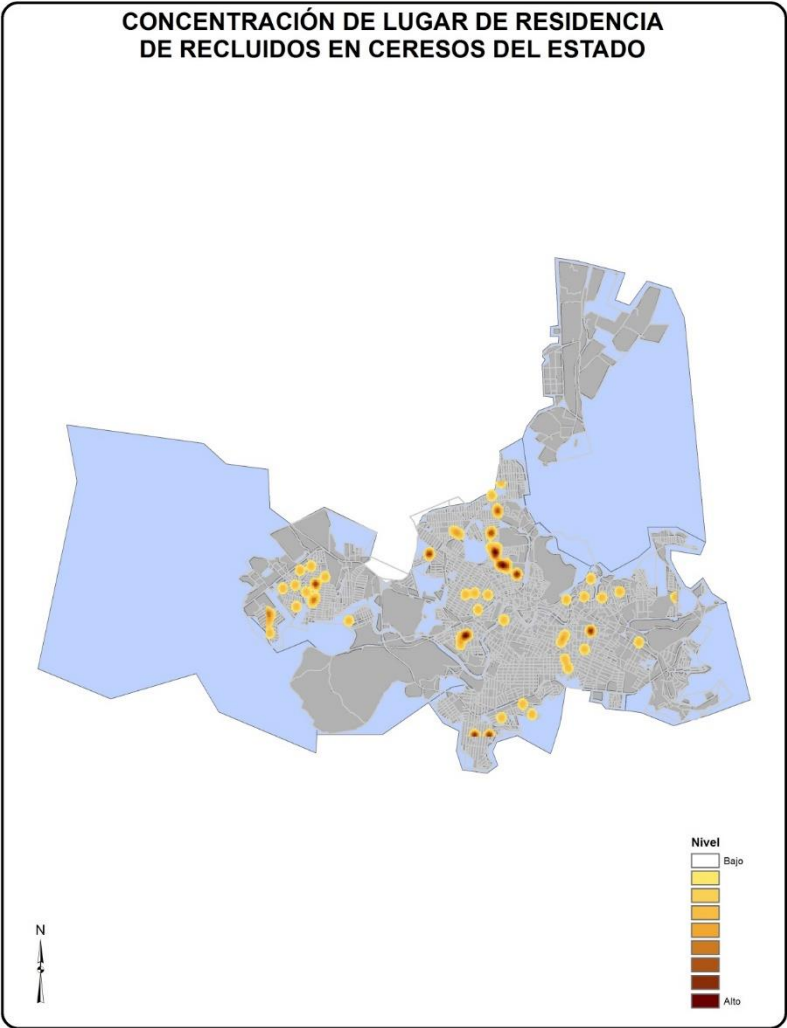 CONCENTRACIÓN DE LUGAR DE RESIDENCIA
DE RECLUIDOS EN CERESOS DEL ESTADO
Nivel
Bajo
Alto
N